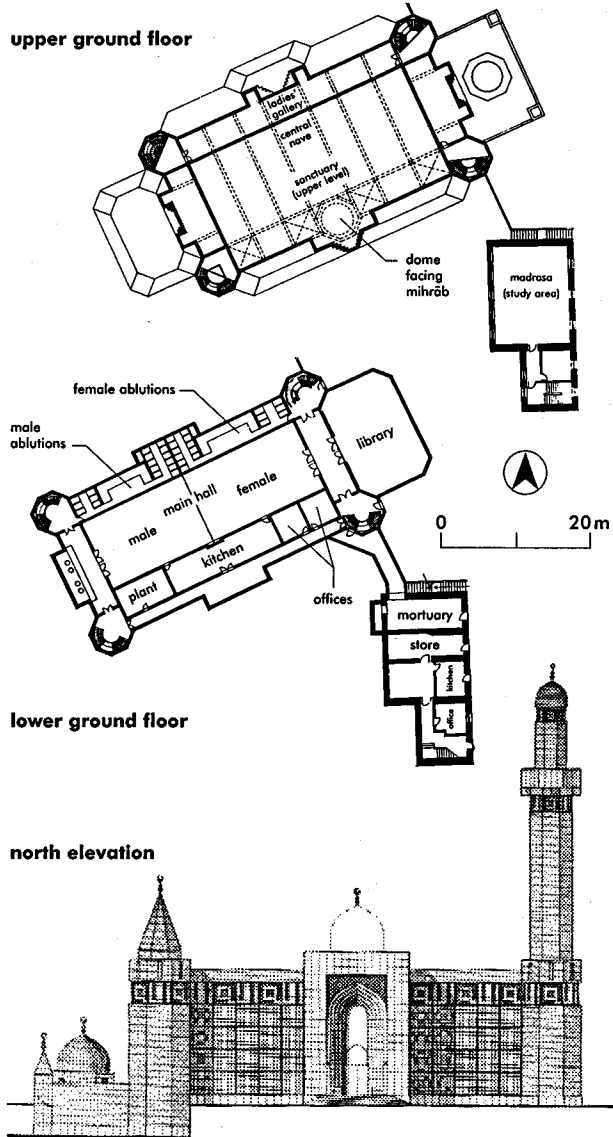 upper ground floor
ladies'
gallery
central
nave
sanctuary
(upper level)
dome
facing
mihrāb
madrasa
(study area)
female ablutions
male
ablutions
library
main hall
female
male
kitchen
plant
offices
0 20 m
mortuary
store
kitchen
office
lower ground floor
north elevation